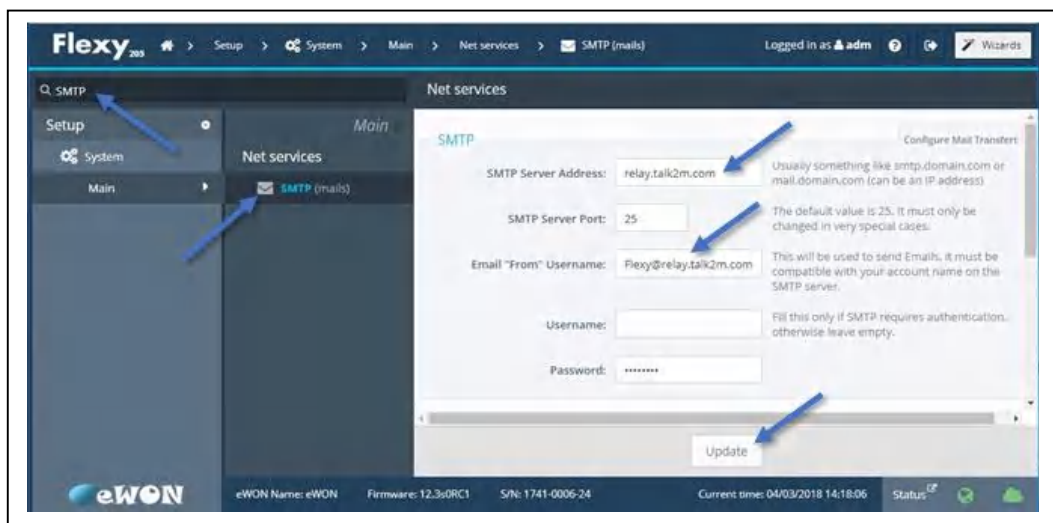 Flexy 205 > Setup > System > Main > Net services > SMTP (mails) Logged in as adm Wizards
SMTP
Net services
Setup
System
Main
Main
Net services
SMTP (mails)
SMTP
Configure Mail Transfert
SMTP Server Address: relay.talk2m.com
Usually something like smtp.domain.com or
mail.domain.com (can be an IP address)
SMTP Server Port: 25
The default value is 25. It must only be
changed in very special cases.
Email "From" Username: Flexy@relay.talk2m.com
This will be used to send Emails. It must be
compatible with your account name on the
SMTP server.
Username:
Fill this only if SMTP requires authentication,
otherwise leave empty.
Password: ••••••••
Update
eWON
eWON Name: eWON Firmware: 12.3s0RC1 S/N: 1741-0006-24 Current time: 04/03/2018 14:18:06 Status